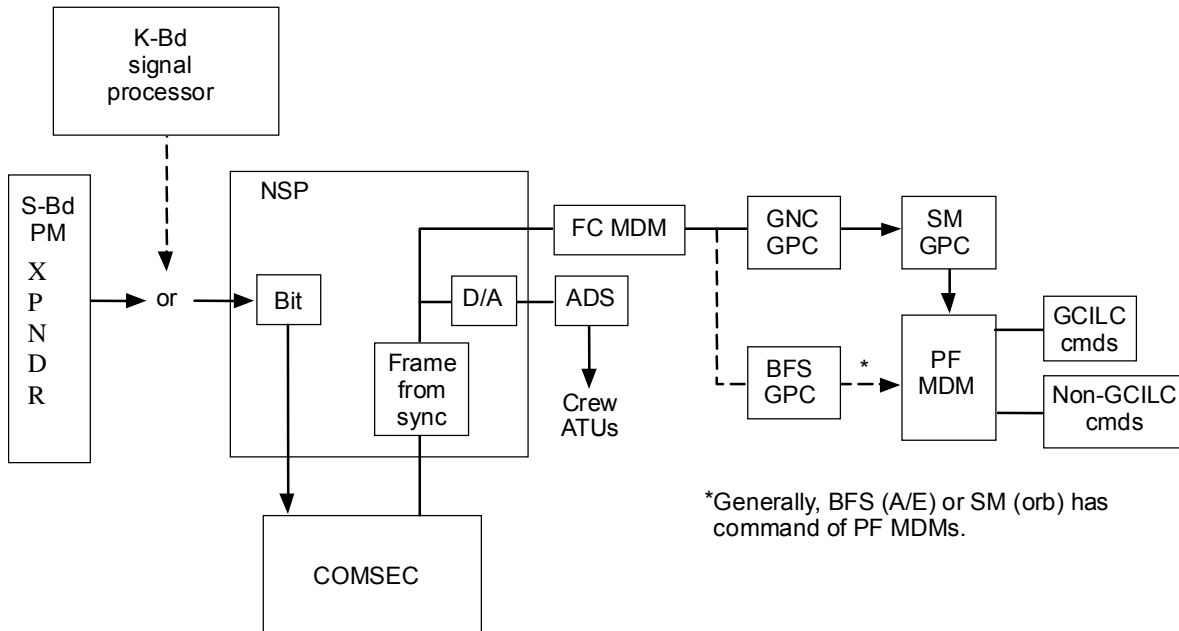 K-Bd
signal
processor
S-Bd
PM
X
P
N
D
R
or
NSP
Bit
Frame
from
sync
D/A
COMSEC
FC MDM
ADS
Crew
ATUs
GNC
GPC
SM
GPC
BFS
GPC
*
PF
MDM
GCILC
cmds
Non-GCILC
cmds
*Generally, BFS (A/E) or SM (orb) has
command of PF MDMs.